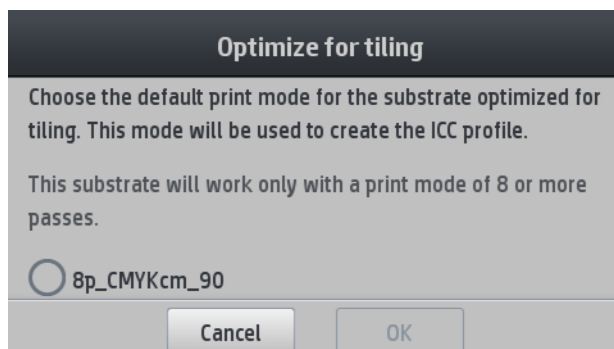 Optimize for tiling
Choose the default print mode for the substrate optimized for
tiling. This mode will be used to create the ICC profile.
This substrate will work only with a print mode of 8 or more
passes.
8p_CMYKcm_90
Cancel OK